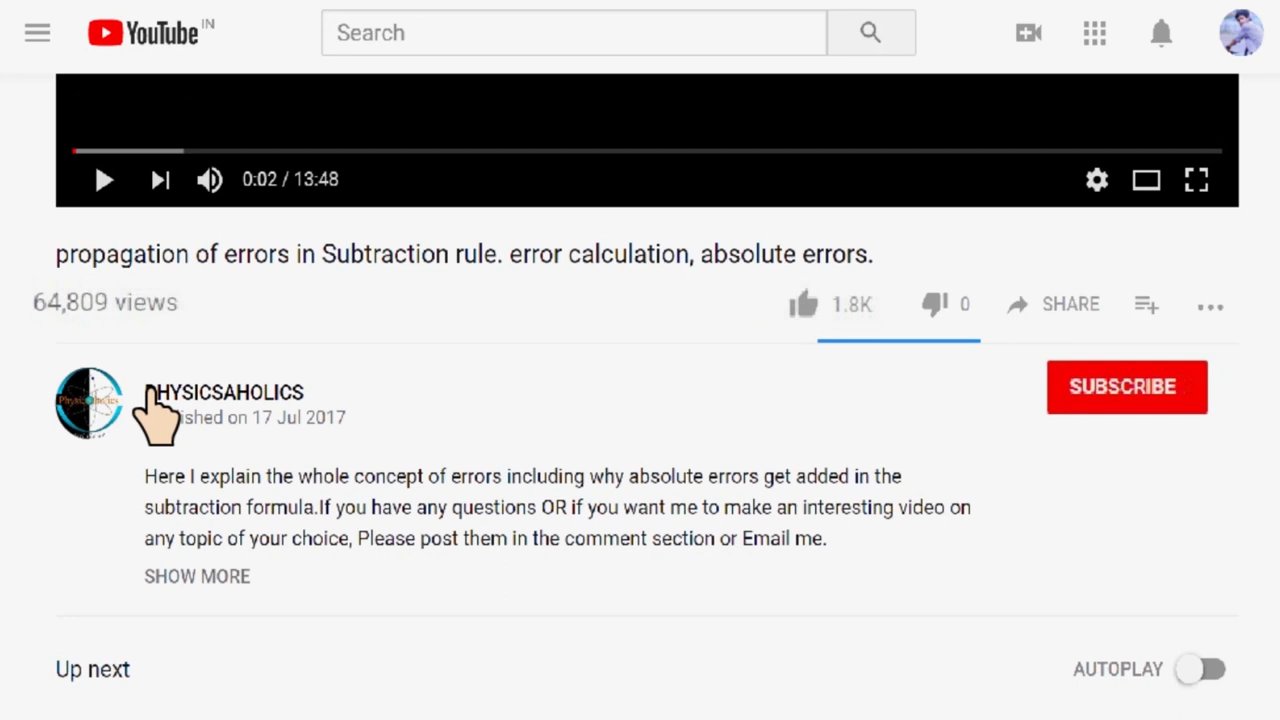 YouTube IN
Search
0:02 / 13:48
propagation of errors in Subtraction rule. error calculation, absolute errors.
64,809 views
1.8K
0
SHARE
PHYSICSAHOLICS
SUBSCRIBE
ished on 17 Jul 2017
Here I explain the whole concept of errors including why absolute errors get added in the
subtraction formula.If you have any questions OR if you want me to make an interesting video on
any topic of your choice, Please post them in the comment section or Email me.
SHOW MORE
Up next
AUTOPLAY